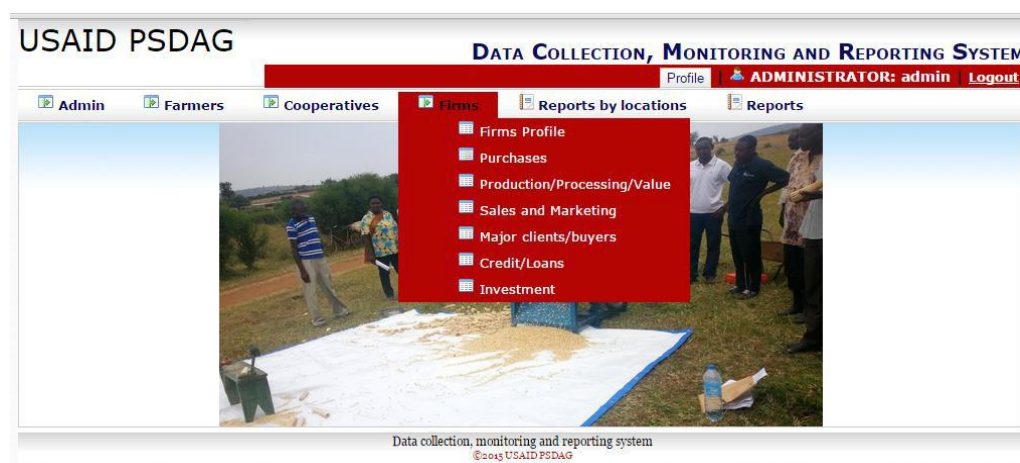 USAID PSDAG
DATA COLLECTION, MONITORING AND REPORTING SYSTEM
Profile | ADMINISTRATOR: admin | Logout
Admin Farmers Cooperatives Firms Reports by locations Reports
Firms Profile
Purchases
Production/Processing/Value
Sales and Marketing
Major clients/buyers
Credit/Loans
Investment
Data collection, monitoring and reporting system
©2015 USAID PSDAG